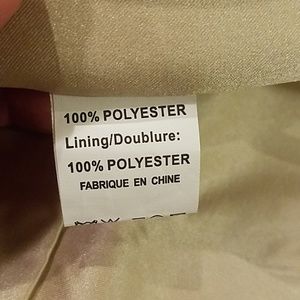 100% POLYESTER
Lining/Doublure:
100% POLYESTER
FABRIQUE EN CHINE